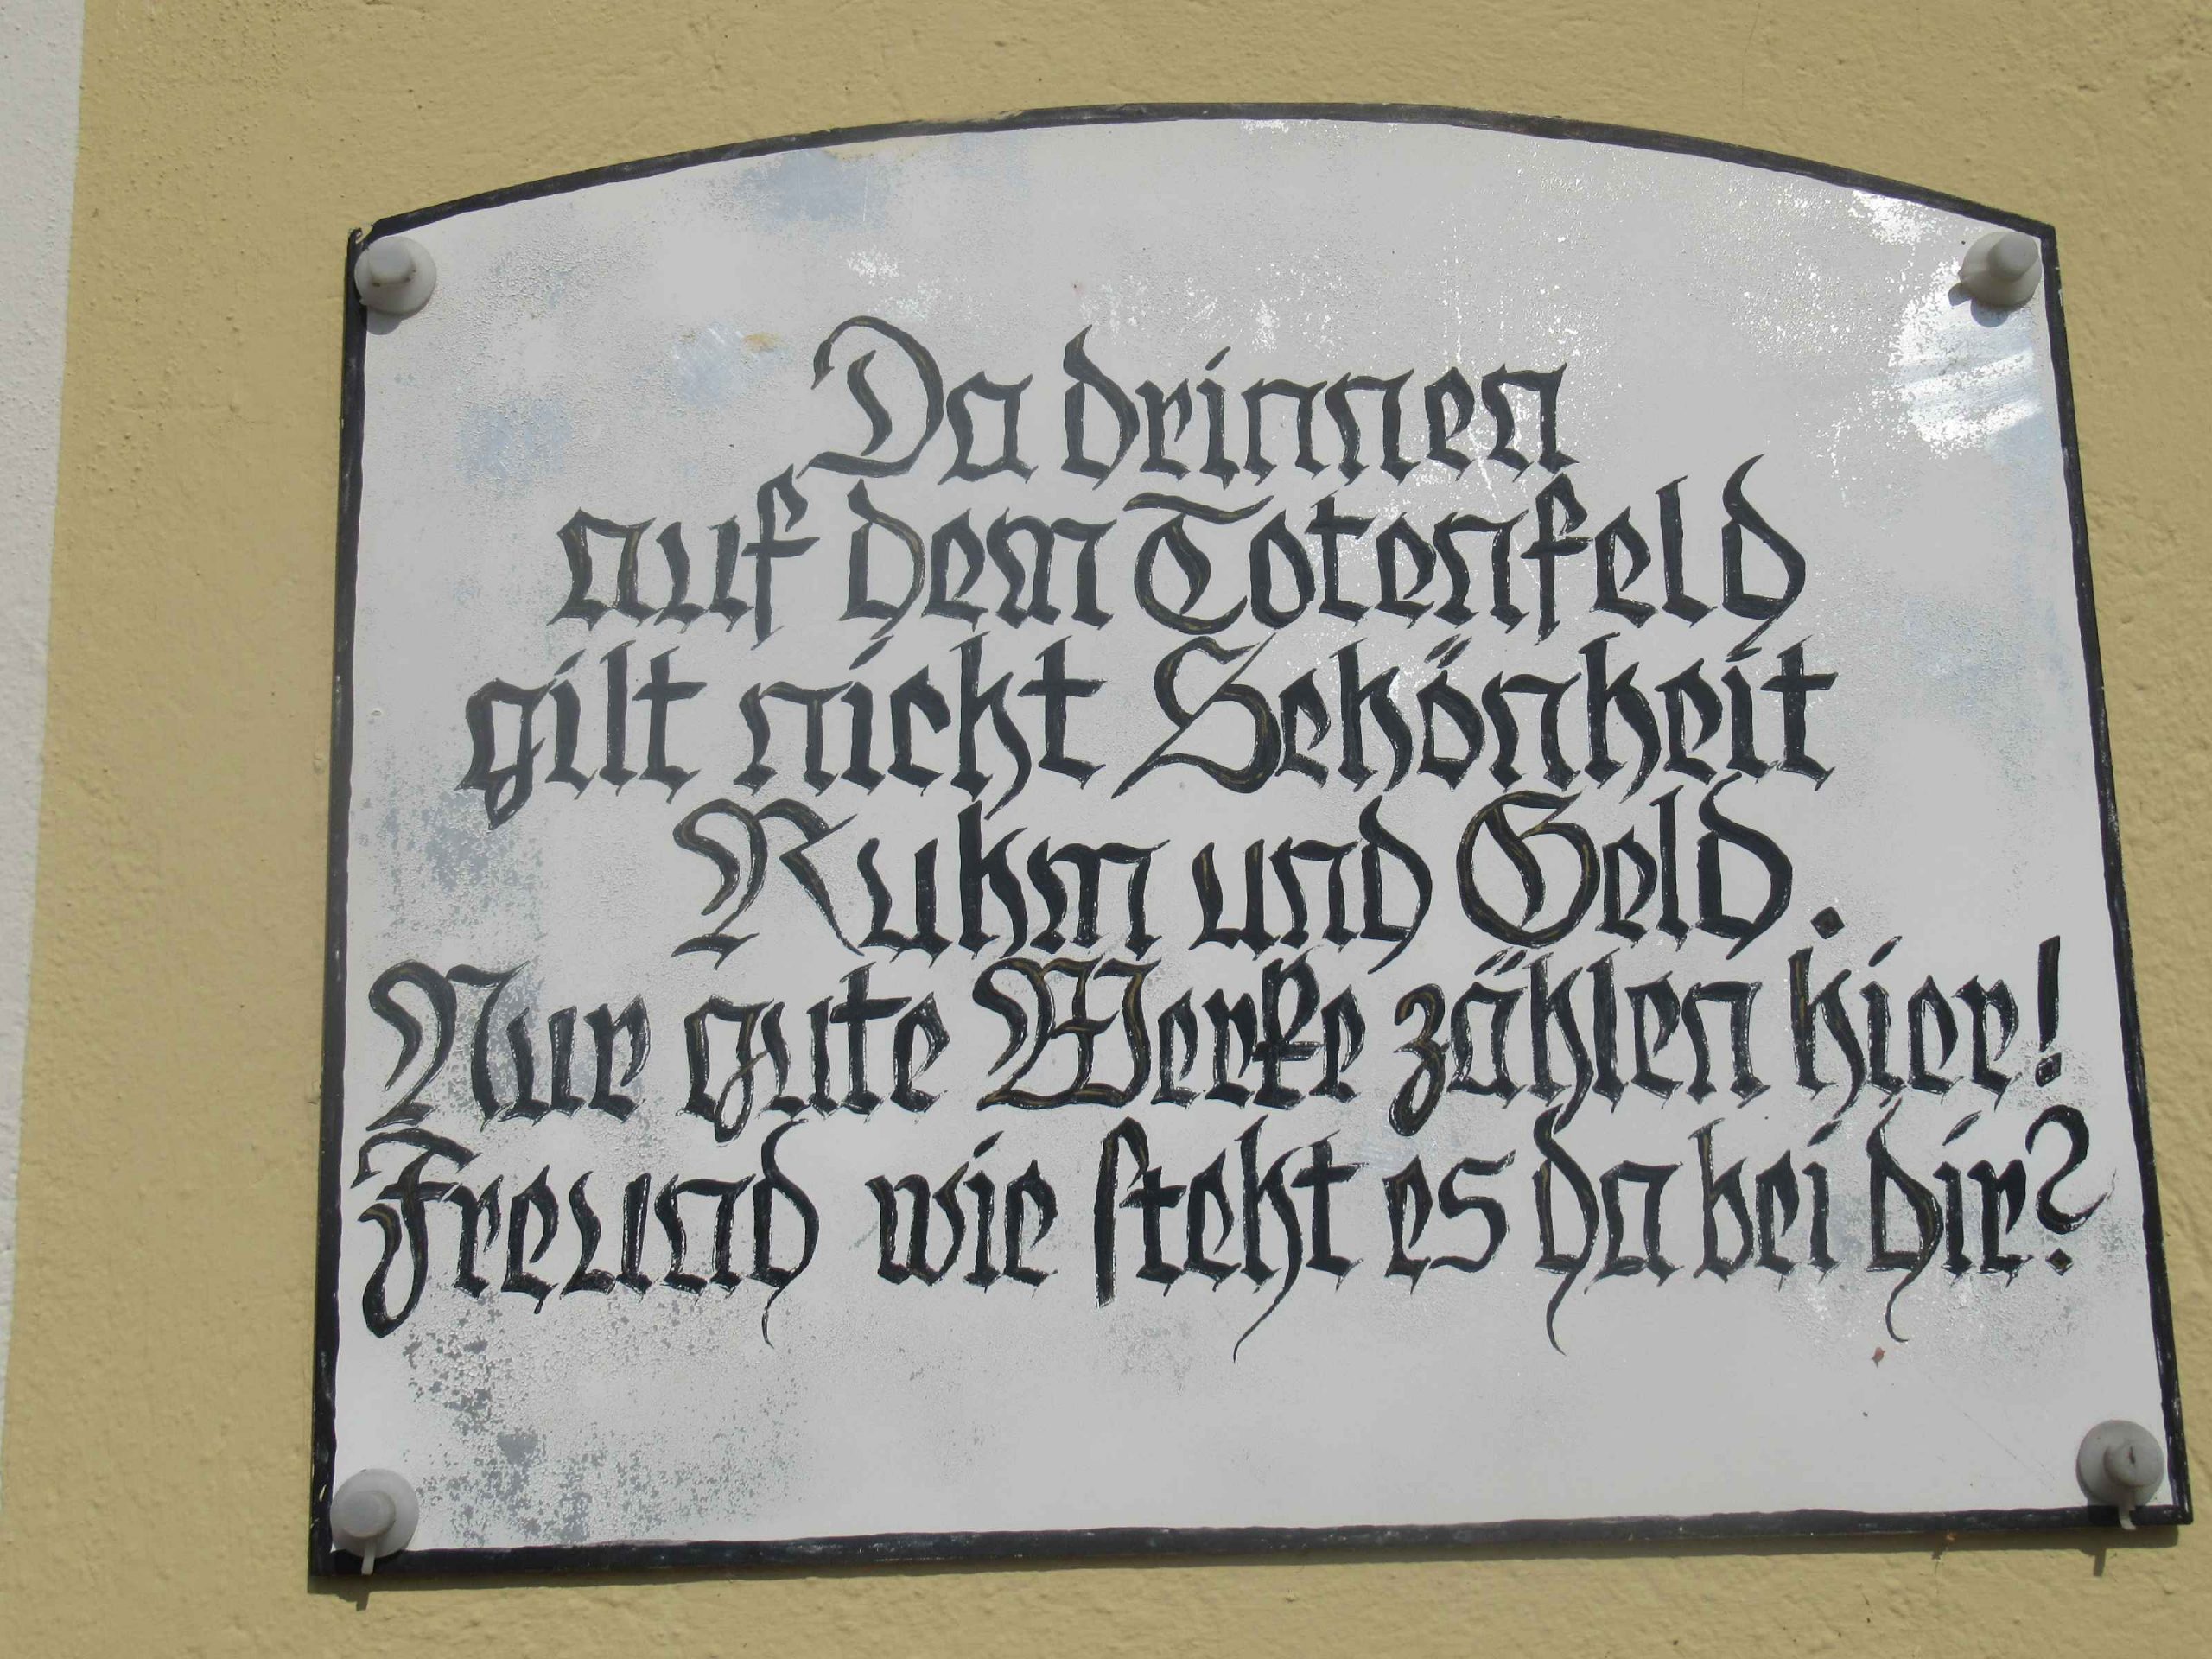 Da drinnen
auf dem Totenfeld
gilt nicht Schönheit
Ruhm und Geld.
Nur gute Werke zählen hier!
Freund wie steht es da bei dir?